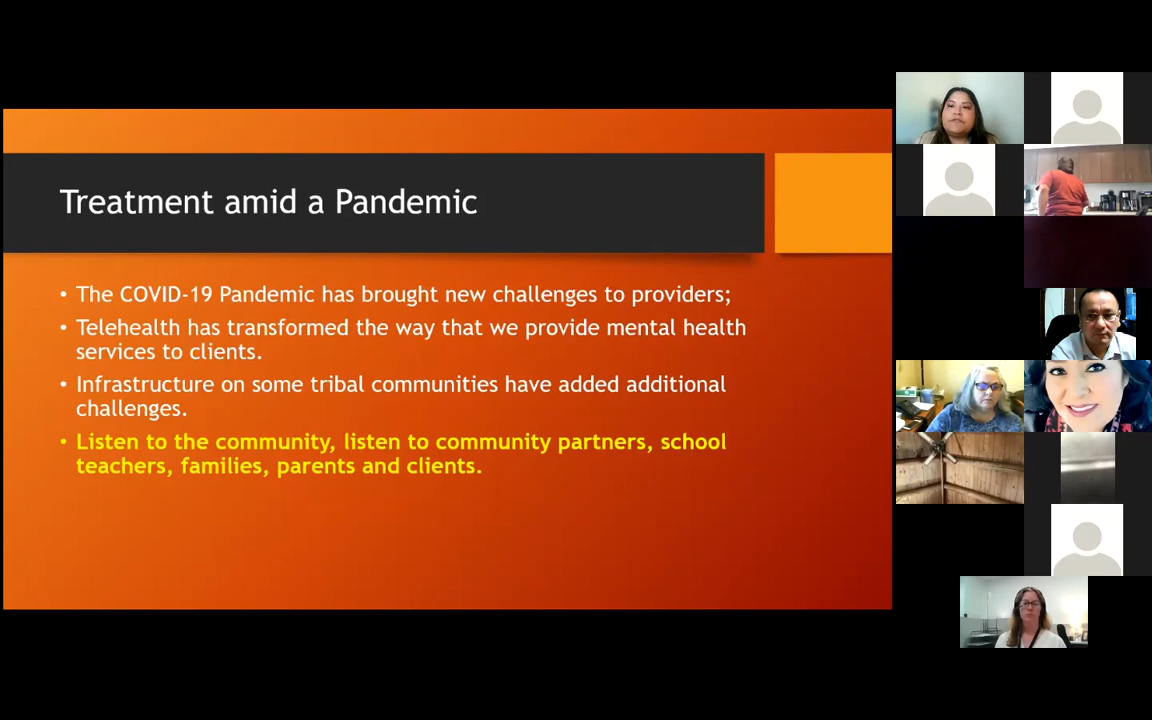 Treatment amid a Pandemic
• The COVID-19 Pandemic has brought new challenges to providers;
• Telehealth has transformed the way that we provide mental health
services to clients.
• Infrastructure on some tribal communities have added additional
challenges.
• Listen to the community, listen to community partners, school
teachers, families, parents and clients.